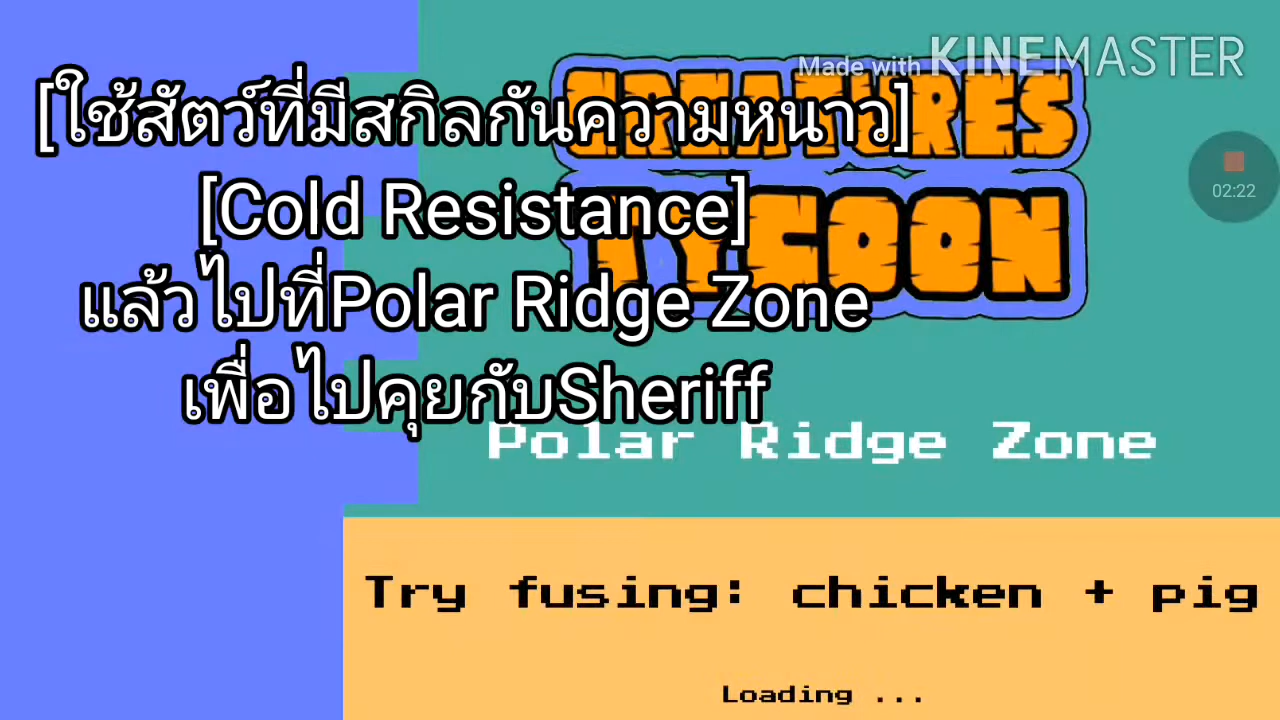 Made with KINEMASTER
[ใช้สัตว์ที่มีสกิลกันความหนาว]
[Cold Resistance]
แล้วไปที่Polar Ridge Zone
เพื่อไปคุยกับSheriff
CREATURES
TYCOON
02:22
Polar Ridge Zone
Try fusing: chicken + pig
Loading ...